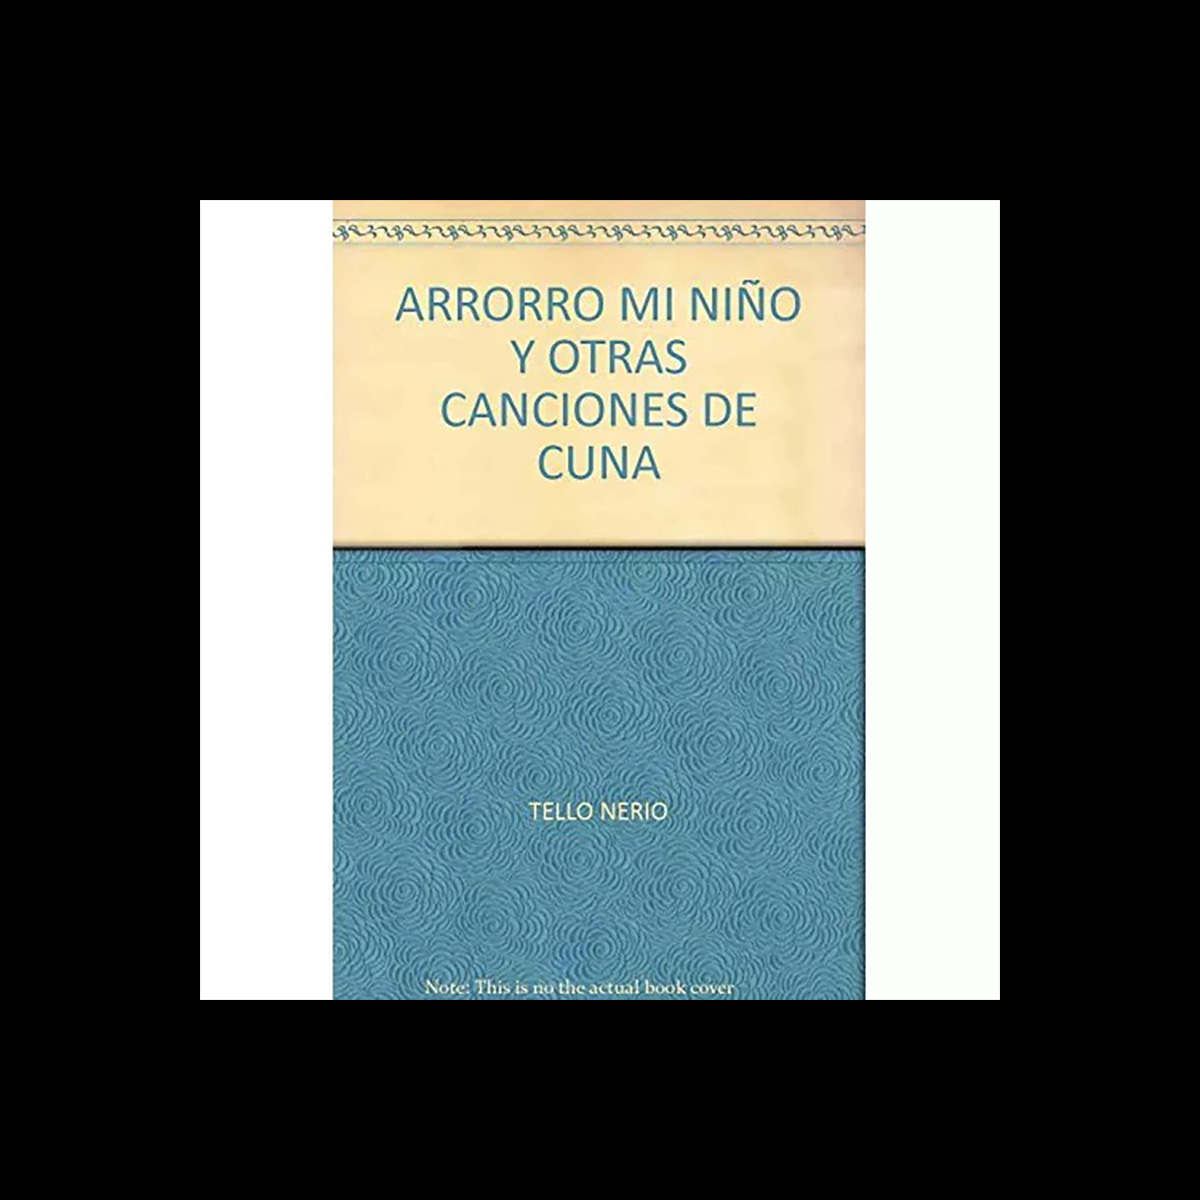 ARRORRO MI NIÑO
Y OTRAS
CANCIONES DE
CUNA
TELLO NERIO
Note: This is no the actual book cover